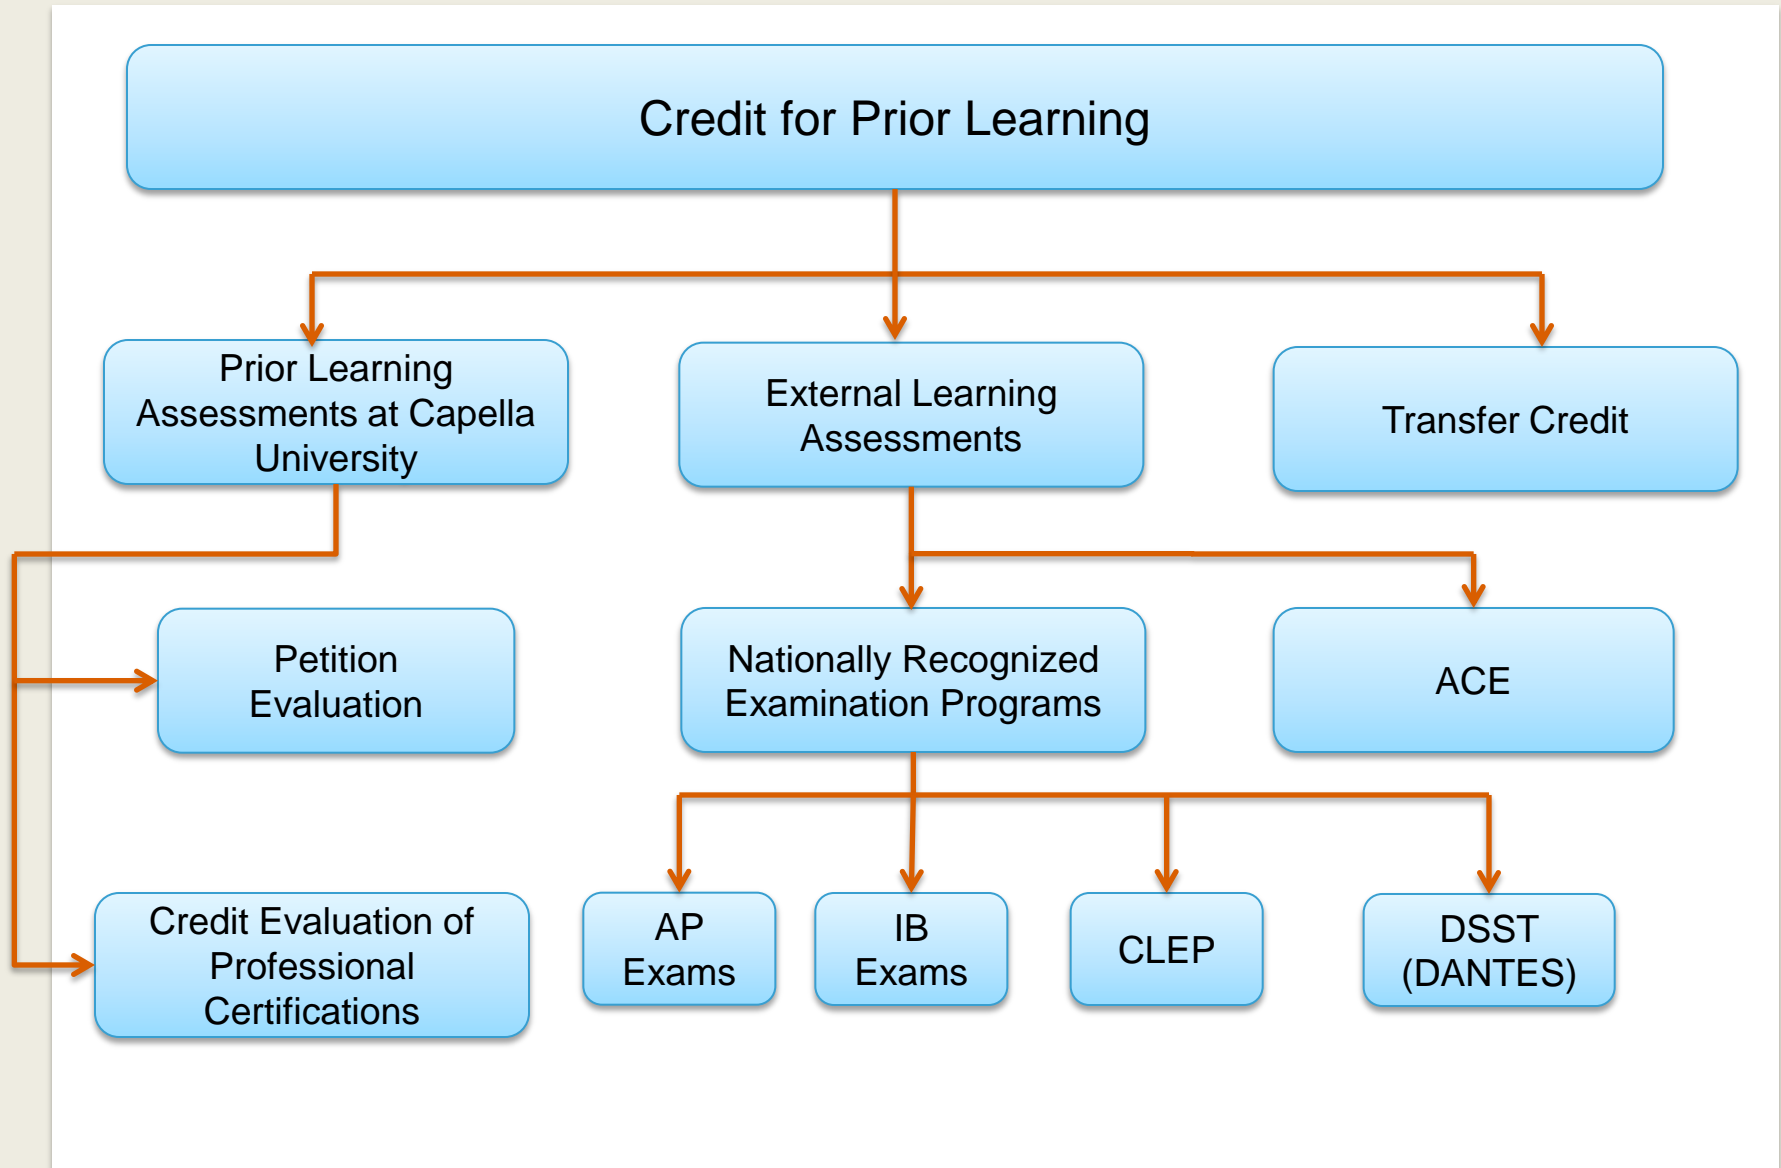 Credit for Prior Learning
Prior Learning
Assessments at Capella
University
External Learning
Assessments
Transfer Credit
Petition
Evaluation
Nationally Recognized
Examination Programs
ACE
Credit Evaluation of
Professional
Certifications
AP
Exams
IB
Exams
CLEP
DSST
(DANTES)